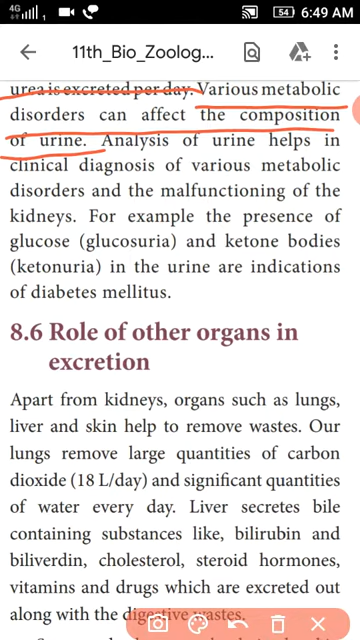 4G 54 6:49 AM
11th_Bio_Zoolog...
urea is excreted per day. Various metabolic
disorders can affect the composition
of urine. Analysis of urine helps in
clinical diagnosis of various metabolic
disorders and the malfunctioning of the
kidneys. For example the presence of
glucose (glucosuria) and ketone bodies
(ketonuria) in the urine are indications
of diabetes mellitus.
8.6 Role of other organs in
excretion
Apart from kidneys, organs such as lungs,
liver and skin help to remove wastes. Our
lungs remove large quantities of carbon
dioxide (18 L/day) and significant quantities
of water every day. Liver secretes bile
containing substances like, bilirubin and
biliverdin, cholesterol, steroid hormones,
vitamins and drugs which are excreted out
along with the digestive wastes.